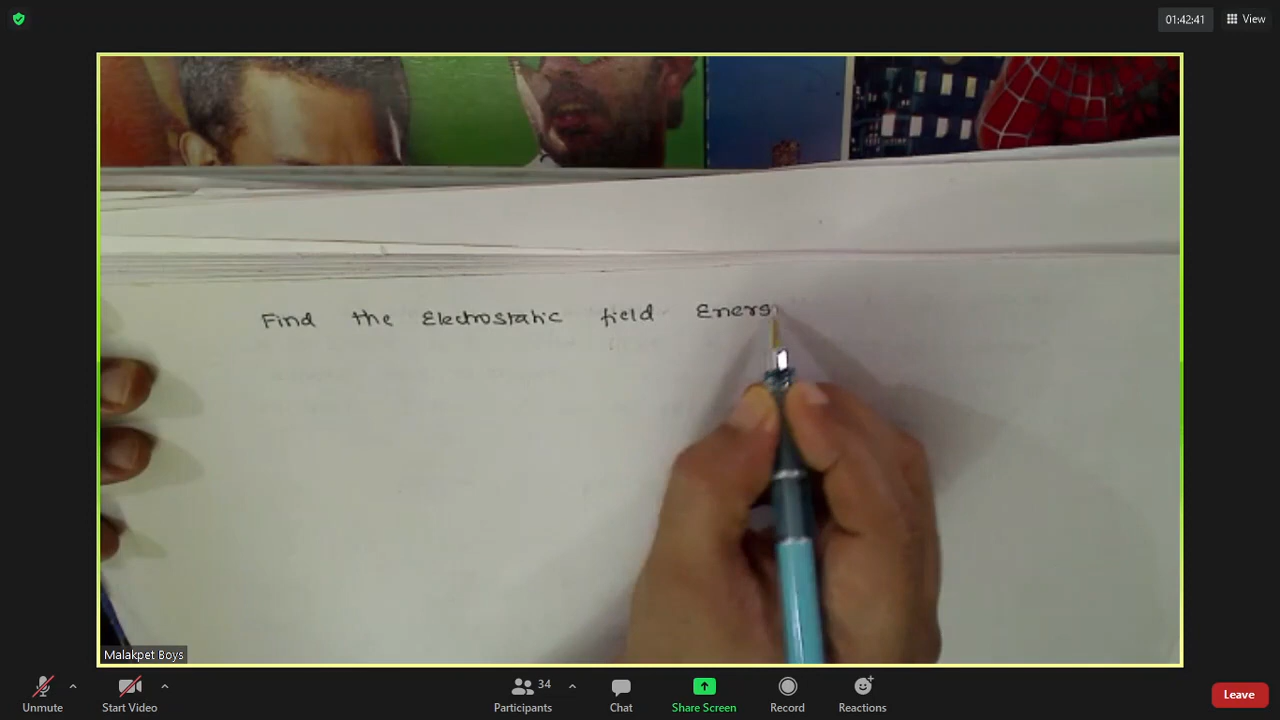 01:42:41
View
Find the Electrostatic field Energ
Malakpet Boys
34
Unmute
Start Video
Participants
Chat
Share Screen
Record
Reactions
Leave